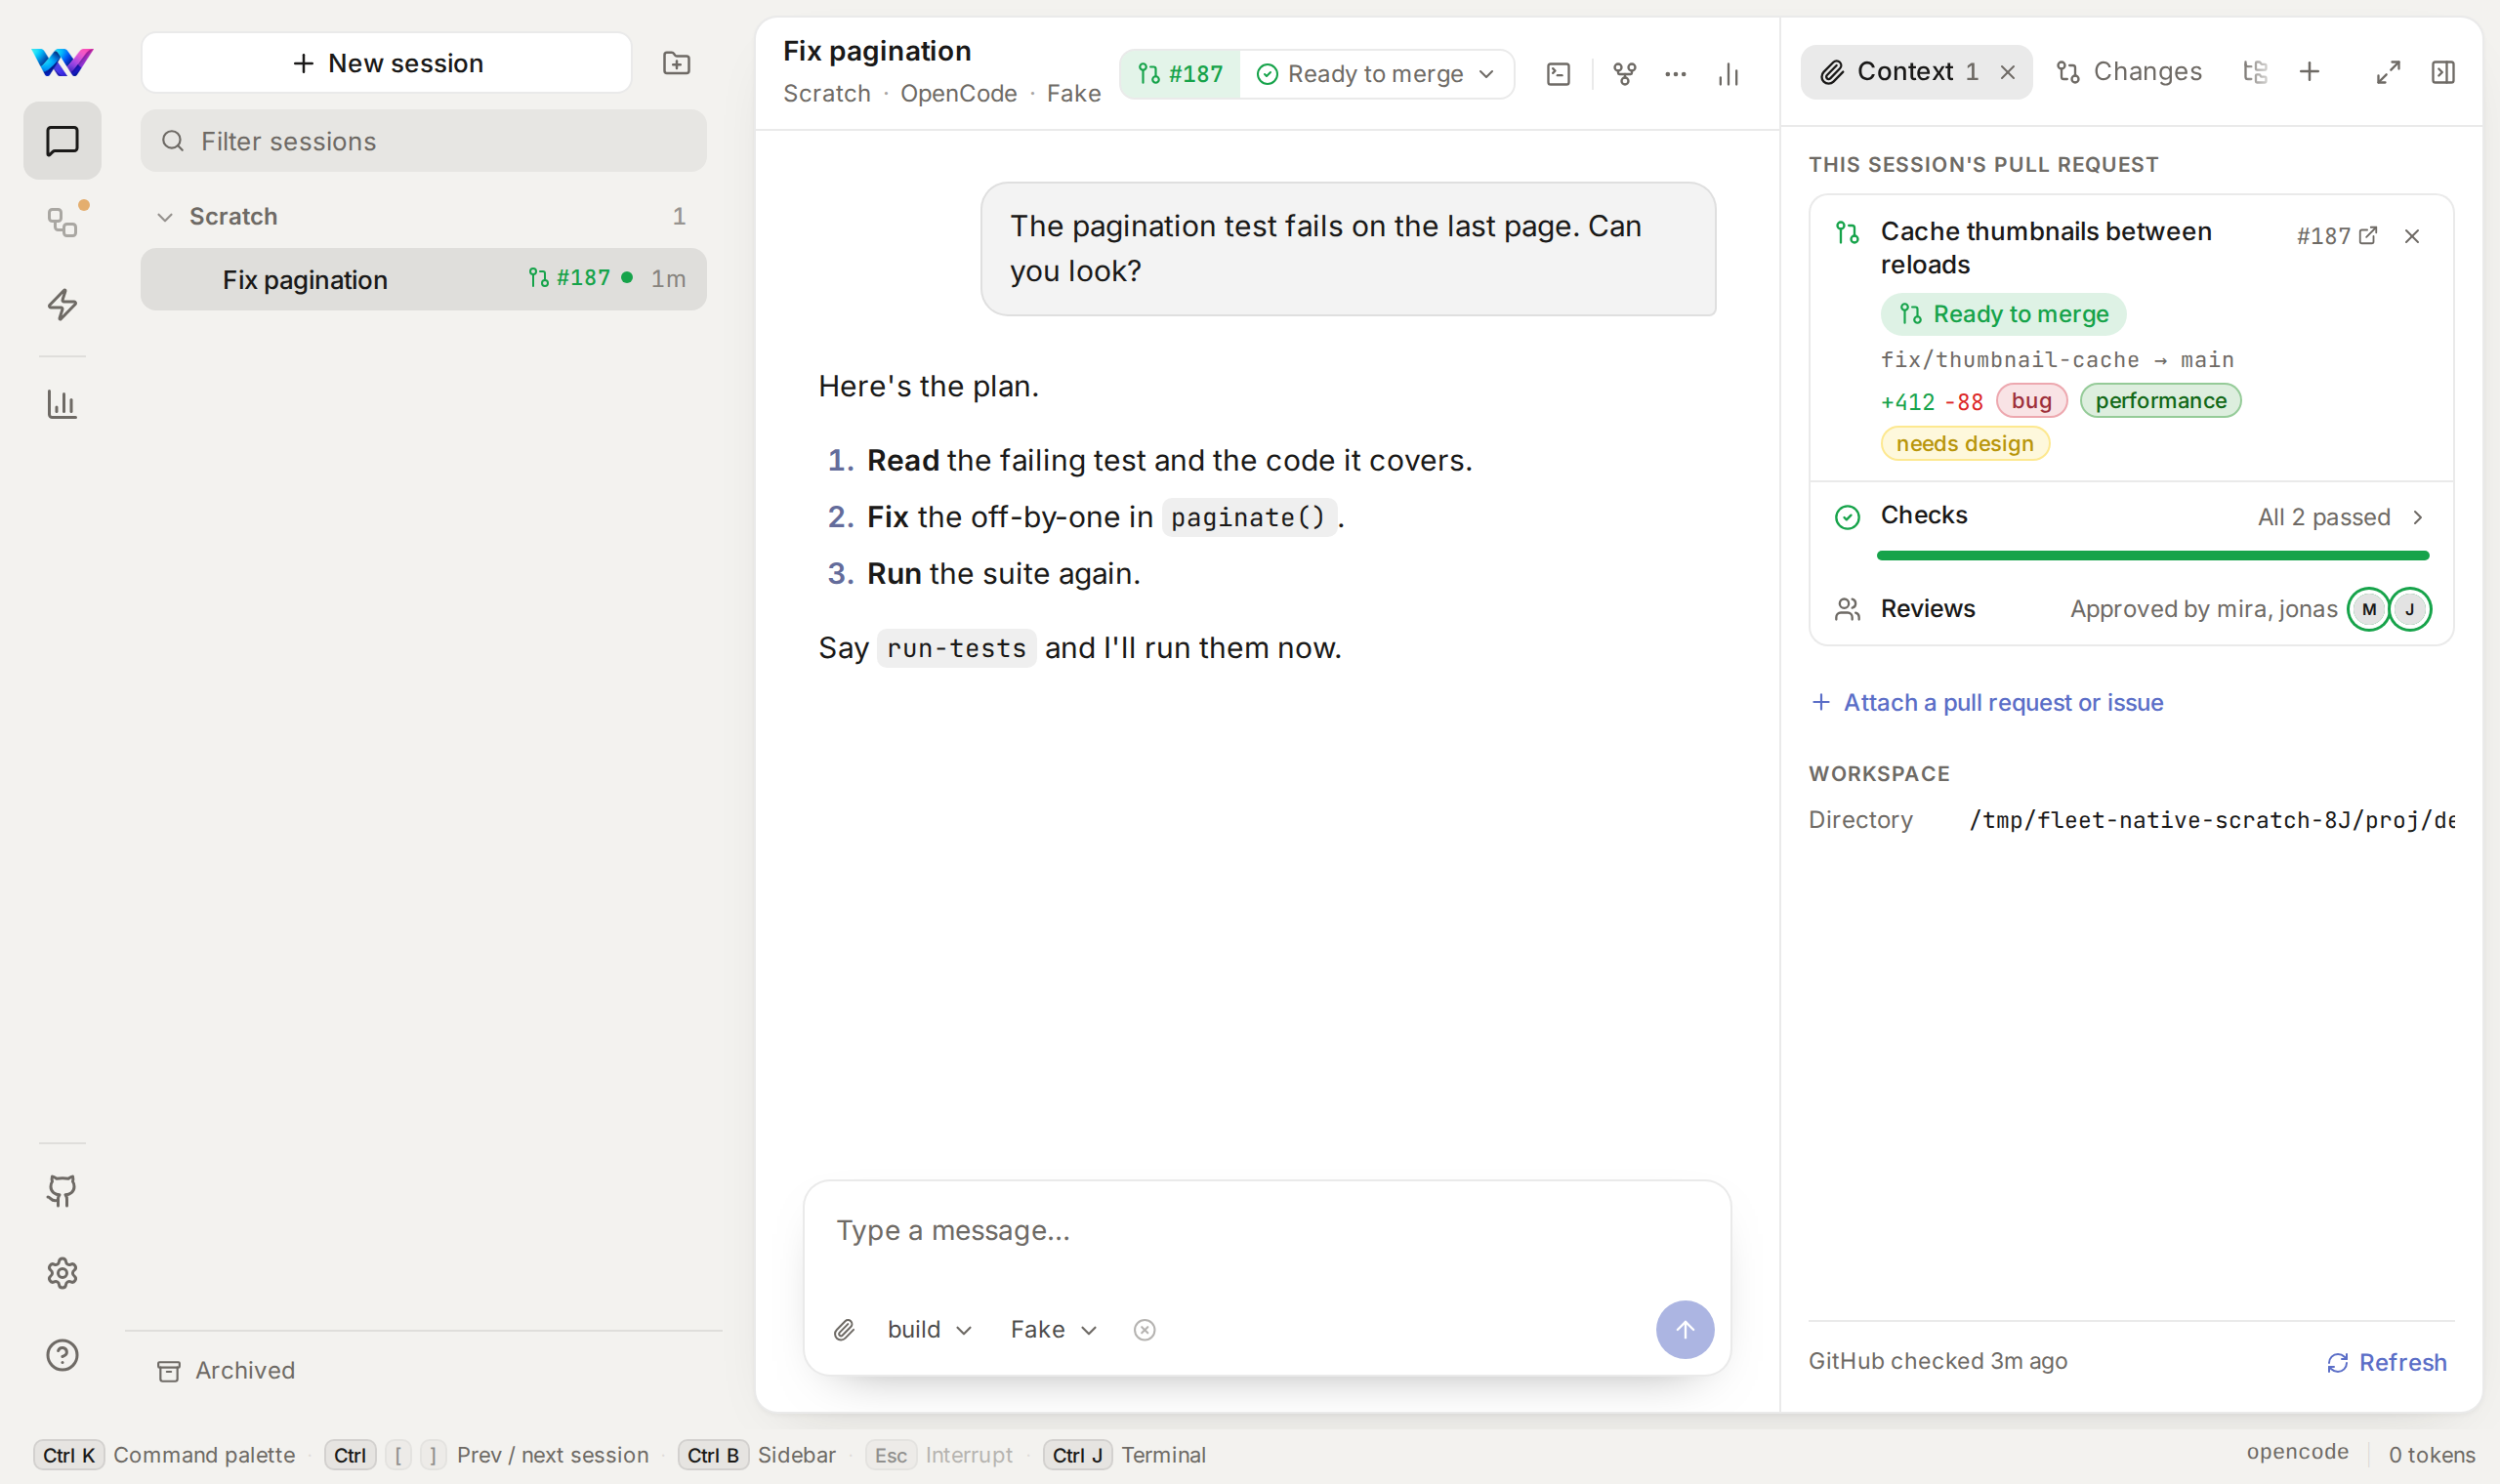 New session
Filter sessions
Scratch 1
Fix pagination #187 1m
Archived
Fix pagination
Scratch · OpenCode · Fake
#187 Ready to merge
The pagination test fails on the last page. Can
you look?
Here's the plan.
1. Read the failing test and the code it covers.
2. Fix the off-by-one in paginate().
3. Run the suite again.
Say run-tests and I'll run them now.
Type a message...
build Fake
Context 1 Changes
THIS SESSION'S PULL REQUEST
Cache thumbnails between #187
reloads
Ready to merge
fix/thumbnail-cache → main
+412 -88 bug performance
needs design
Checks All 2 passed
Reviews Approved by mira, jonas M J
Attach a pull request or issue
WORKSPACE
Directory /tmp/fleet-native-scratch-8J/proj/de
GitHub checked 3m ago Refresh
Ctrl K Command palette · Ctrl [ ] Prev / next session · Ctrl B Sidebar · Esc Interrupt · Ctrl J Terminal
opencode 0 tokens